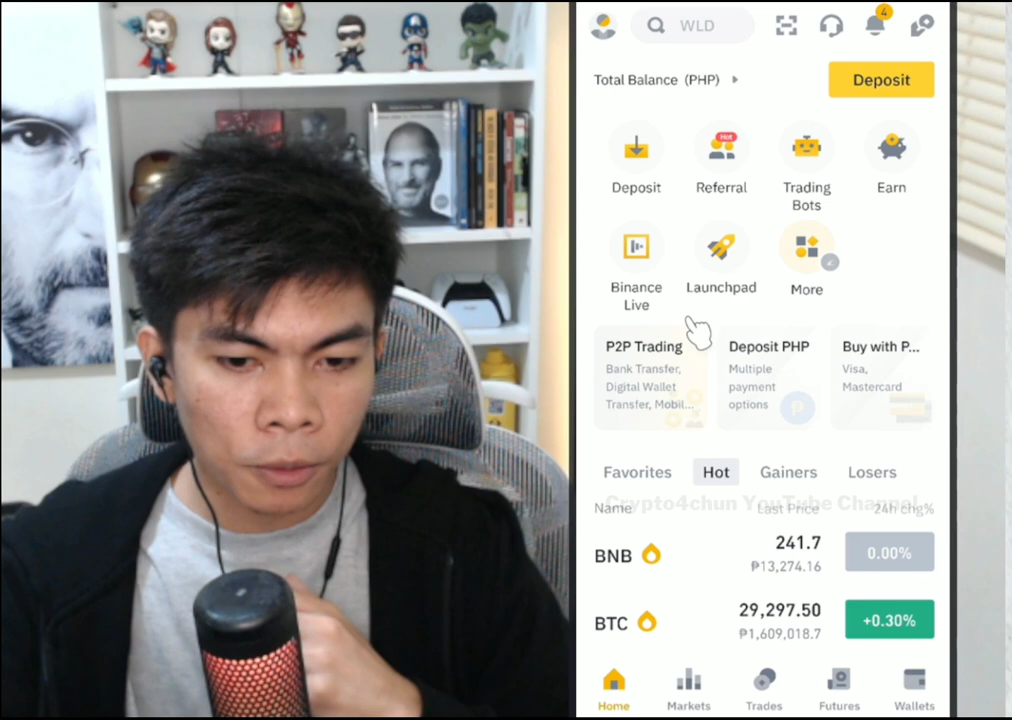 WLD
4
Total Balance (PHP)
Deposit
Hot
Deposit
Referral
Trading
Bots
Earn
Binance
Live
Launchpad
More
P2P Trading
Bank Transfer,
Digital Wallet
Transfer, Mobil...
Deposit PHP
Multiple
payment
options
Buy with P...
Visa,
Mastercard
Favorites
Hot
Gainers
Losers
Crypto4chun YouTube Channel
Name
Last Price
24h chg%
BNB
241.7
₱13,274.16
0.00%
BTC
29,297.50
₱1,609,018.7
+0.30%
Home
Markets
Trades
Futures
Wallets